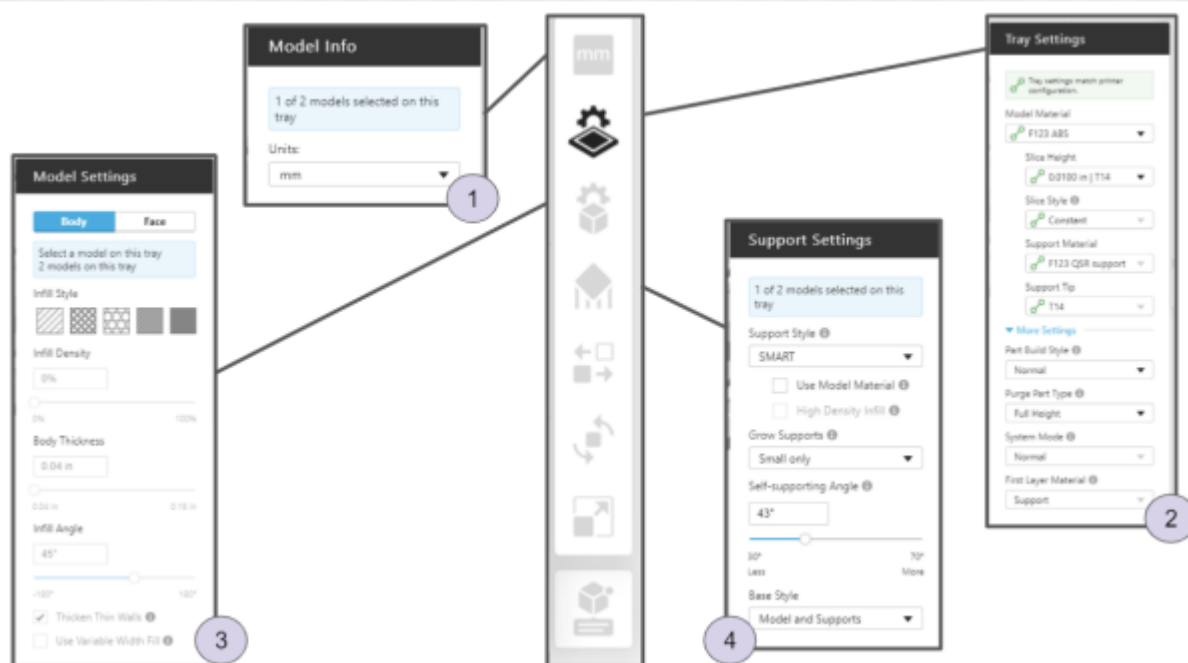 Model Info
1 of 2 models selected on this
tray
Units:
mm
1
mm
Tray Settings
Tray settings match printer
configuration.
Model Material
F123 ABS
Slice Height
0.0100 in | T14
Slice Style
Constant
Support Material
F123 QSR support
Support Tip
T14
More Settings
Part Build Style
Normal
Purge Part Type
Full Height
System Mode
Normal
First Layer Material
Support
2
Model Settings
Body Face
Select a model on this tray
2 models on this tray
Infill Style
Infill Density
0%
0% 100%
Body Thickness
0.04 in
0.04 in 0.18 in
Infill Angle
45°
-180° 180°
Thicken Thin Walls
Use Variable Width Fill
3
Support Settings
1 of 2 models selected on this
tray
Support Style
SMART
Use Model Material
High Density Infill
Grow Supports
Small only
Self-supporting Angle
43°
30° 70°
Less More
Base Style
Model and Supports
4